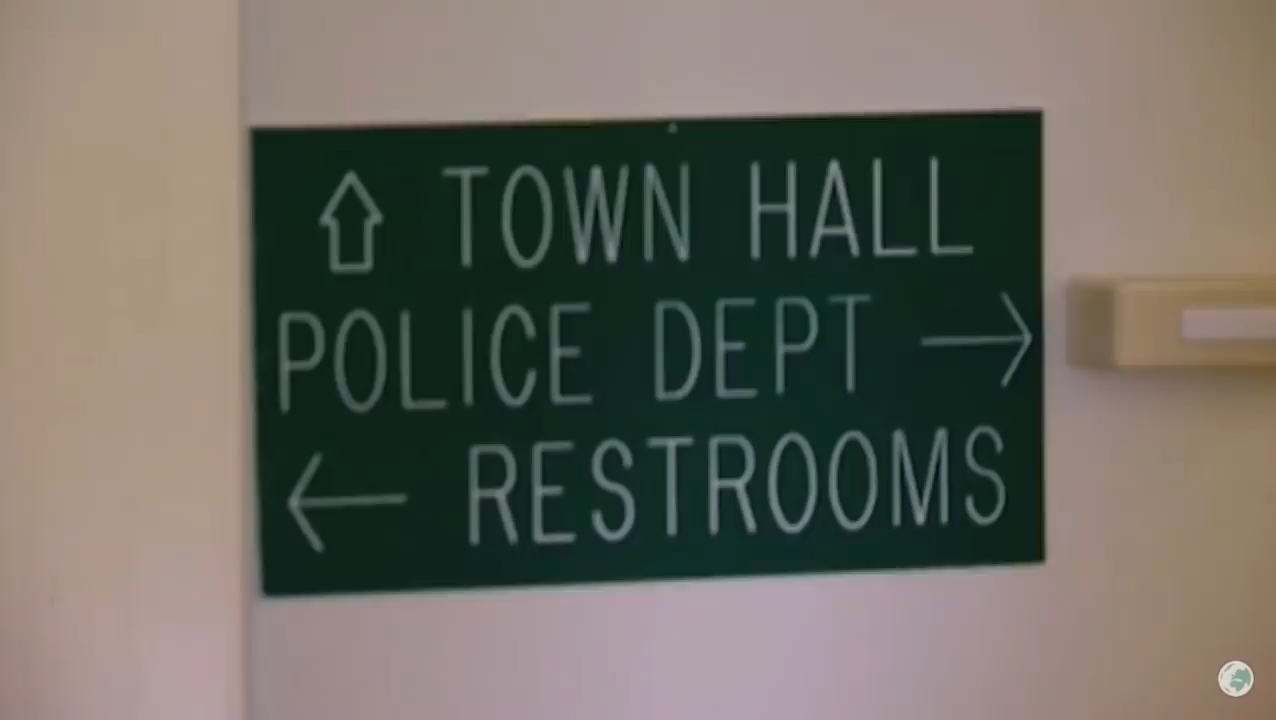 ⇧ TOWN HALL
POLICE DEPT →
← RESTROOMS